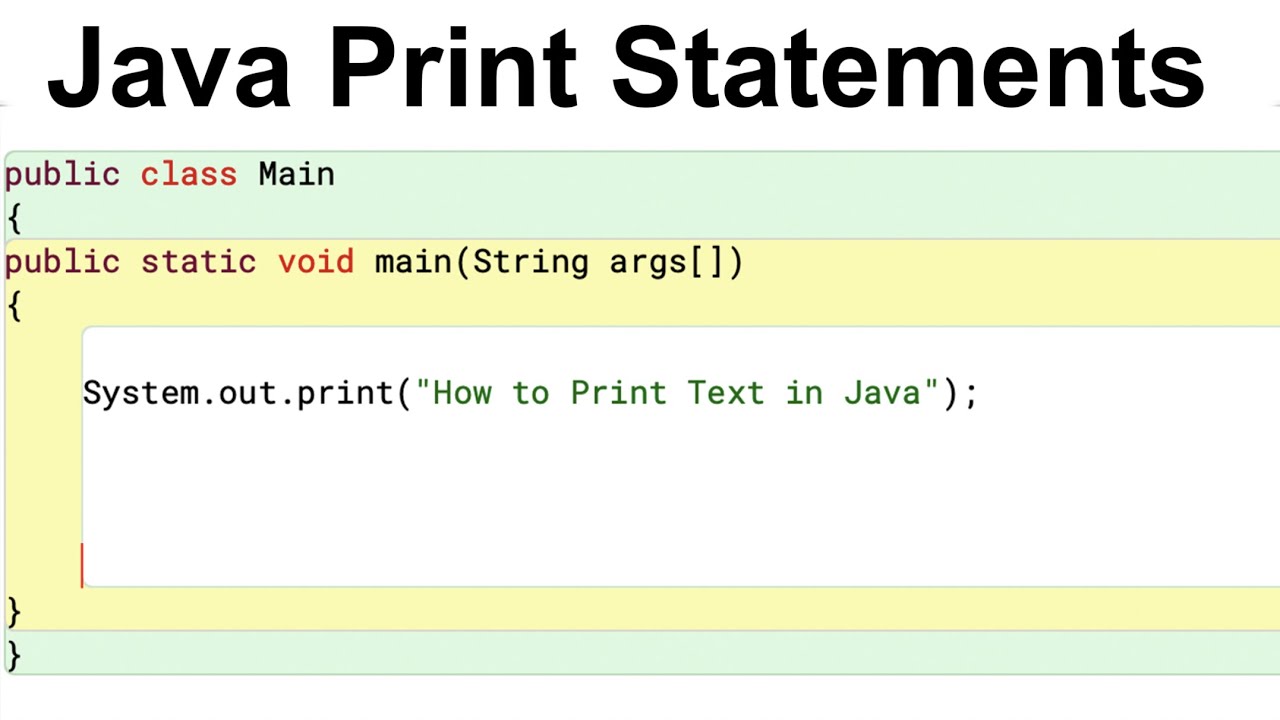 Java Print Statements
public class Main
{
public static void main(String args[])
{
System.out.print("How to Print Text in Java");
}
}